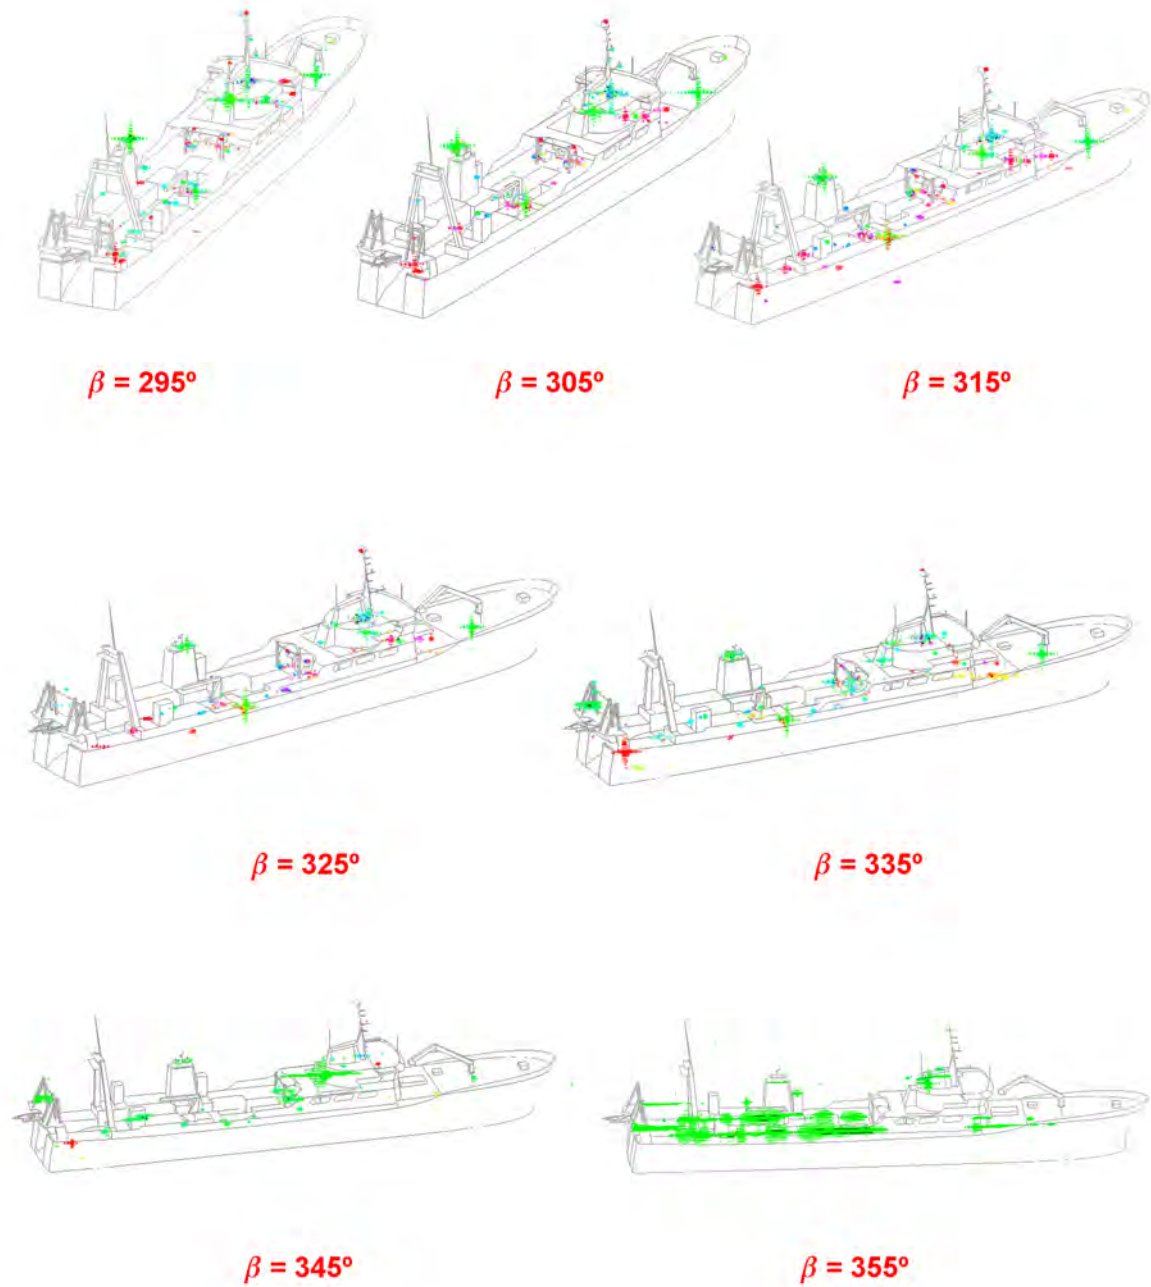 β = 295º
β = 305º
β = 315º
β = 325º
β = 335º
β = 345º
β = 355º